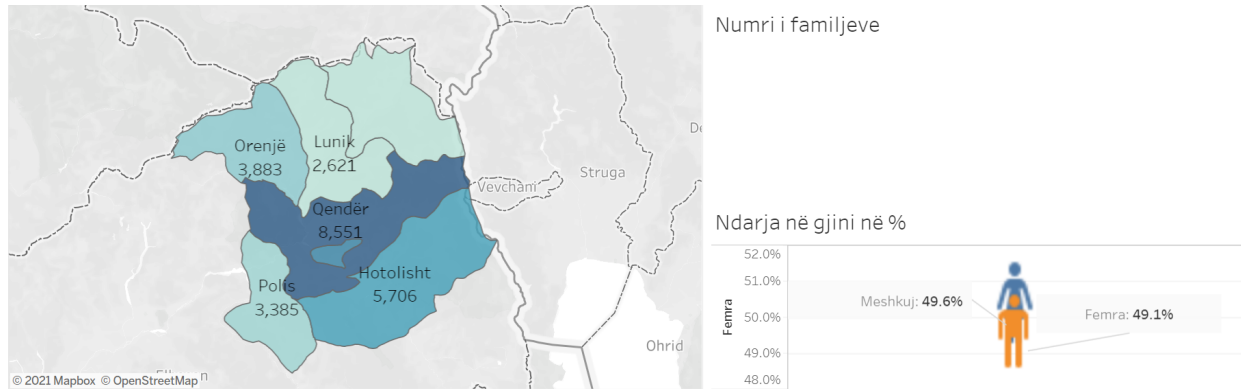 Orenjë
3,883
Lunik
2,621
Qendër
8,551
Polis
3,385
Hotolisht
5,706
Vevchani
Struga
Ohrid
© 2021 Mapbox © OpenStreetMap
Numri i familjeve
Ndarja në gjini në %
52.0%
51.0%
50.0%
49.0%
48.0%
Femra
Meshkuj: 49.6%
Femra: 49.1%